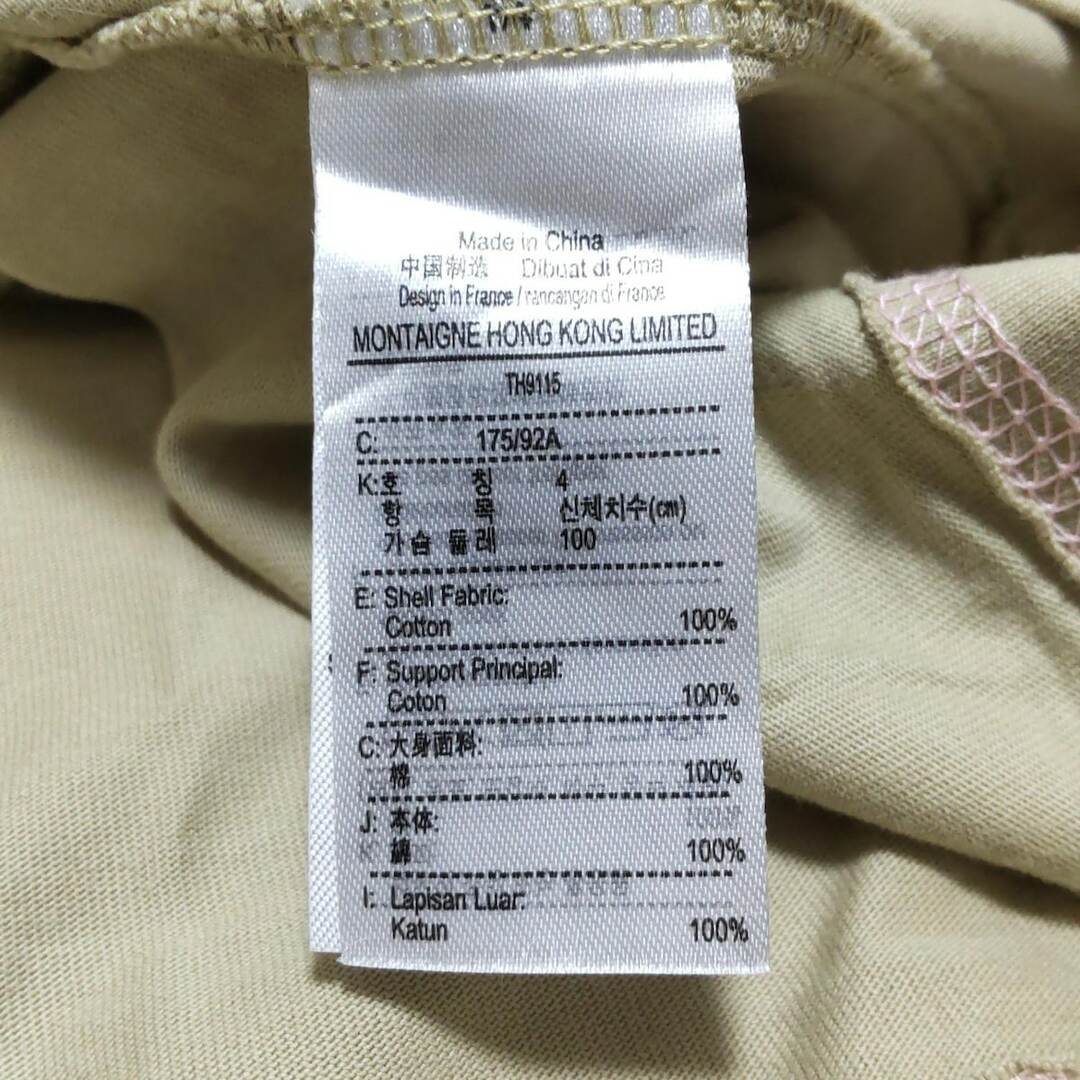 Made in China
中国制造 Dibuat di Cina
Design in France / rancangan di France
MONTAIGNE HONG KONG LIMITED
TH9115
C: 175/92A
K: 호 칭 4
항 목 신체치수(㎝)
가슴 둘레 100
E: Shell Fabric:
Cotton 100%
F: Support Principal:
Coton 100%
C: 大身面料:
棉 100%
J: 本体:
綿 100%
I: Lapisan Luar:
Katun 100%